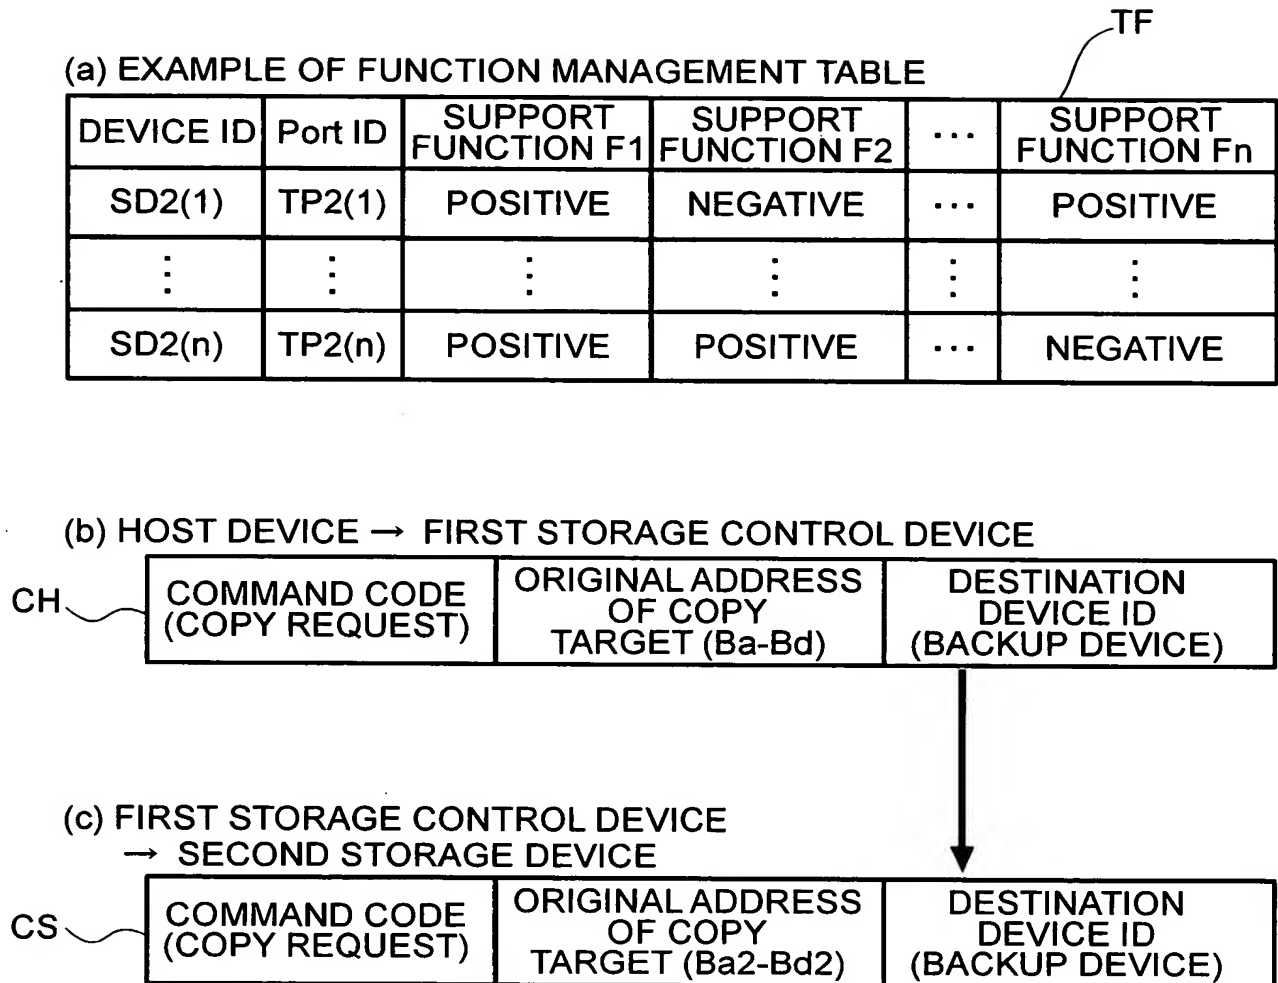 TF
(a) EXAMPLE OF FUNCTION MANAGEMENT TABLE
DEVICE ID Port ID SUPPORT FUNCTION F1 SUPPORT FUNCTION F2 ... SUPPORT FUNCTION Fn
SD2(1) TP2(1) POSITIVE NEGATIVE ... POSITIVE
SD2(n) TP2(n) POSITIVE POSITIVE ... NEGATIVE
(b) HOST DEVICE → FIRST STORAGE CONTROL DEVICE
CH
COMMAND CODE
(COPY REQUEST)
ORIGINAL ADDRESS
OF COPY
TARGET (Ba-Bd)
DESTINATION
DEVICE ID
(BACKUP DEVICE)
(c) FIRST STORAGE CONTROL DEVICE
→ SECOND STORAGE DEVICE
CS
COMMAND CODE
(COPY REQUEST)
ORIGINAL ADDRESS
OF COPY
TARGET (Ba2-Bd2)
DESTINATION
DEVICE ID
(BACKUP DEVICE)